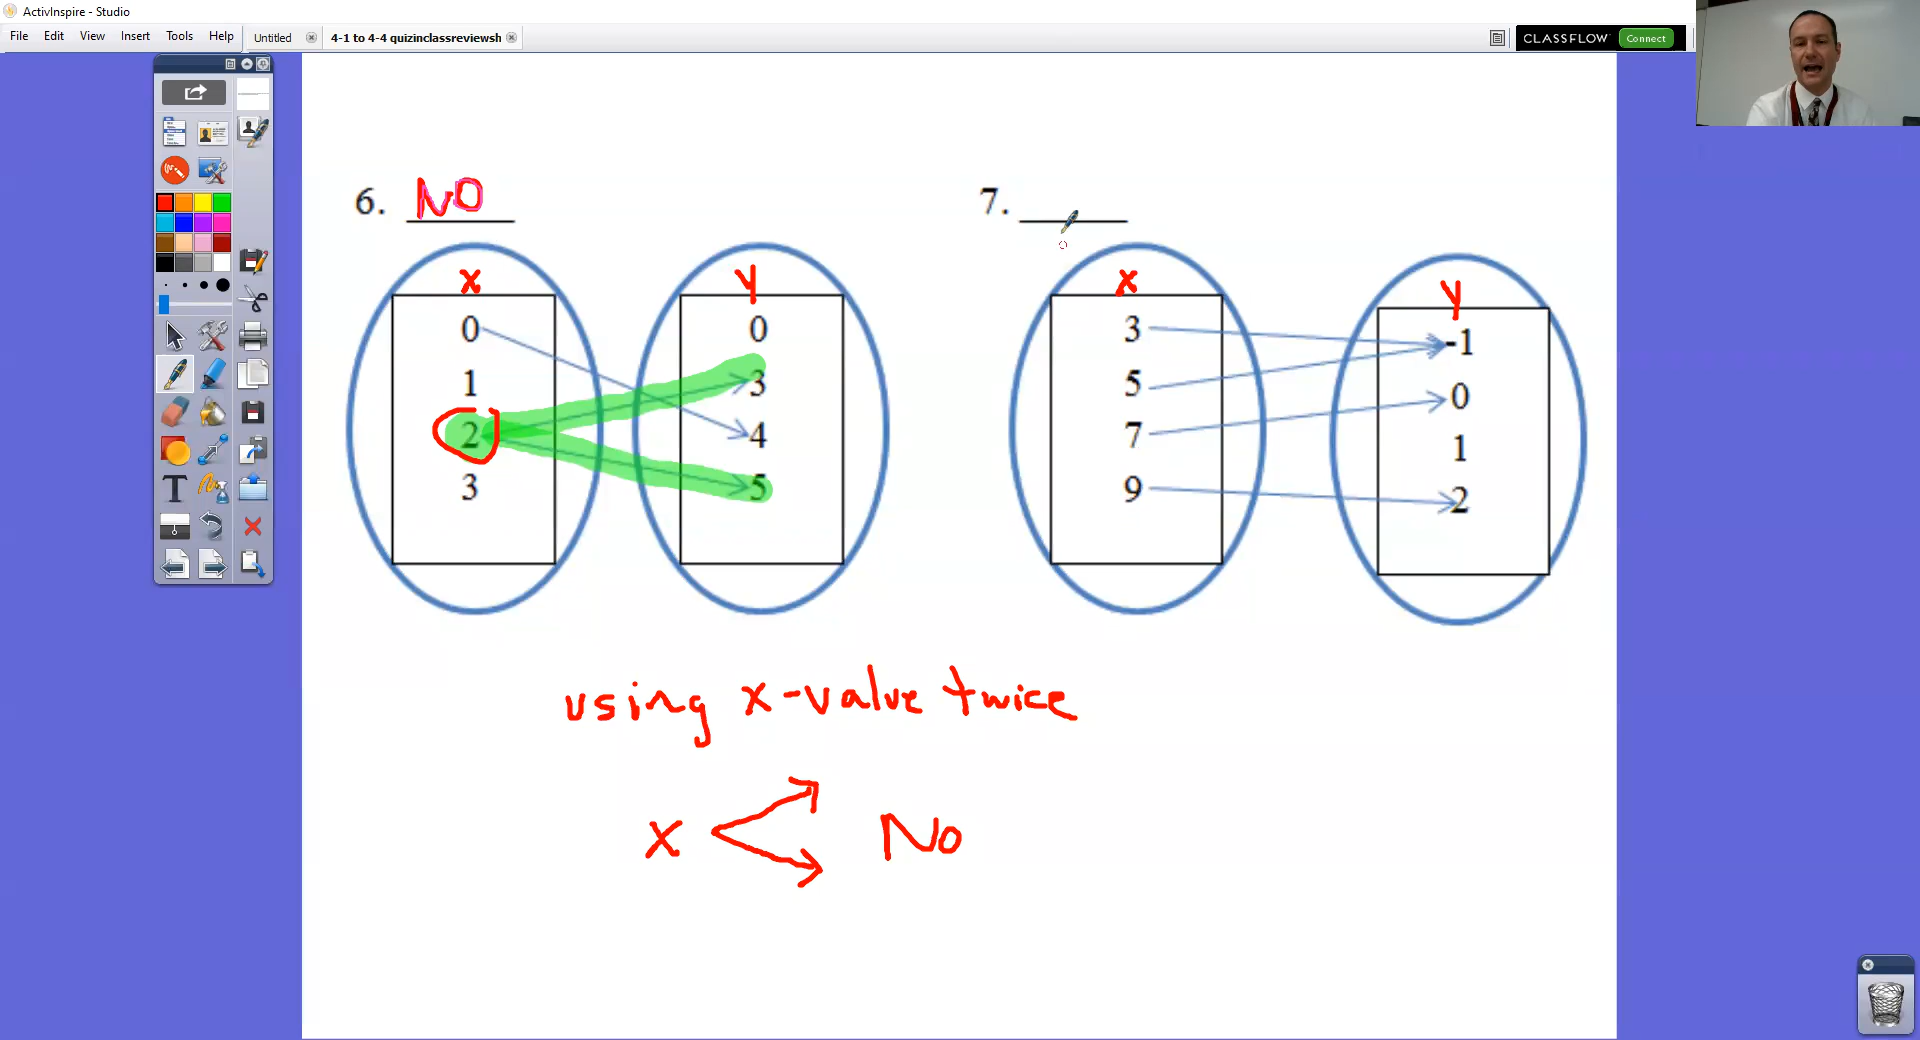 ActivInspire - Studio
File Edit View Insert Tools Help Untitled 4-1 to 4-4 quizinclassreviewsh CLASSFLOW Connect
6. NO 7.
x y x y
0 0 3 -1
1 3 5 0
2 4 7 1
3 5 9 2
using x-value twice
x No